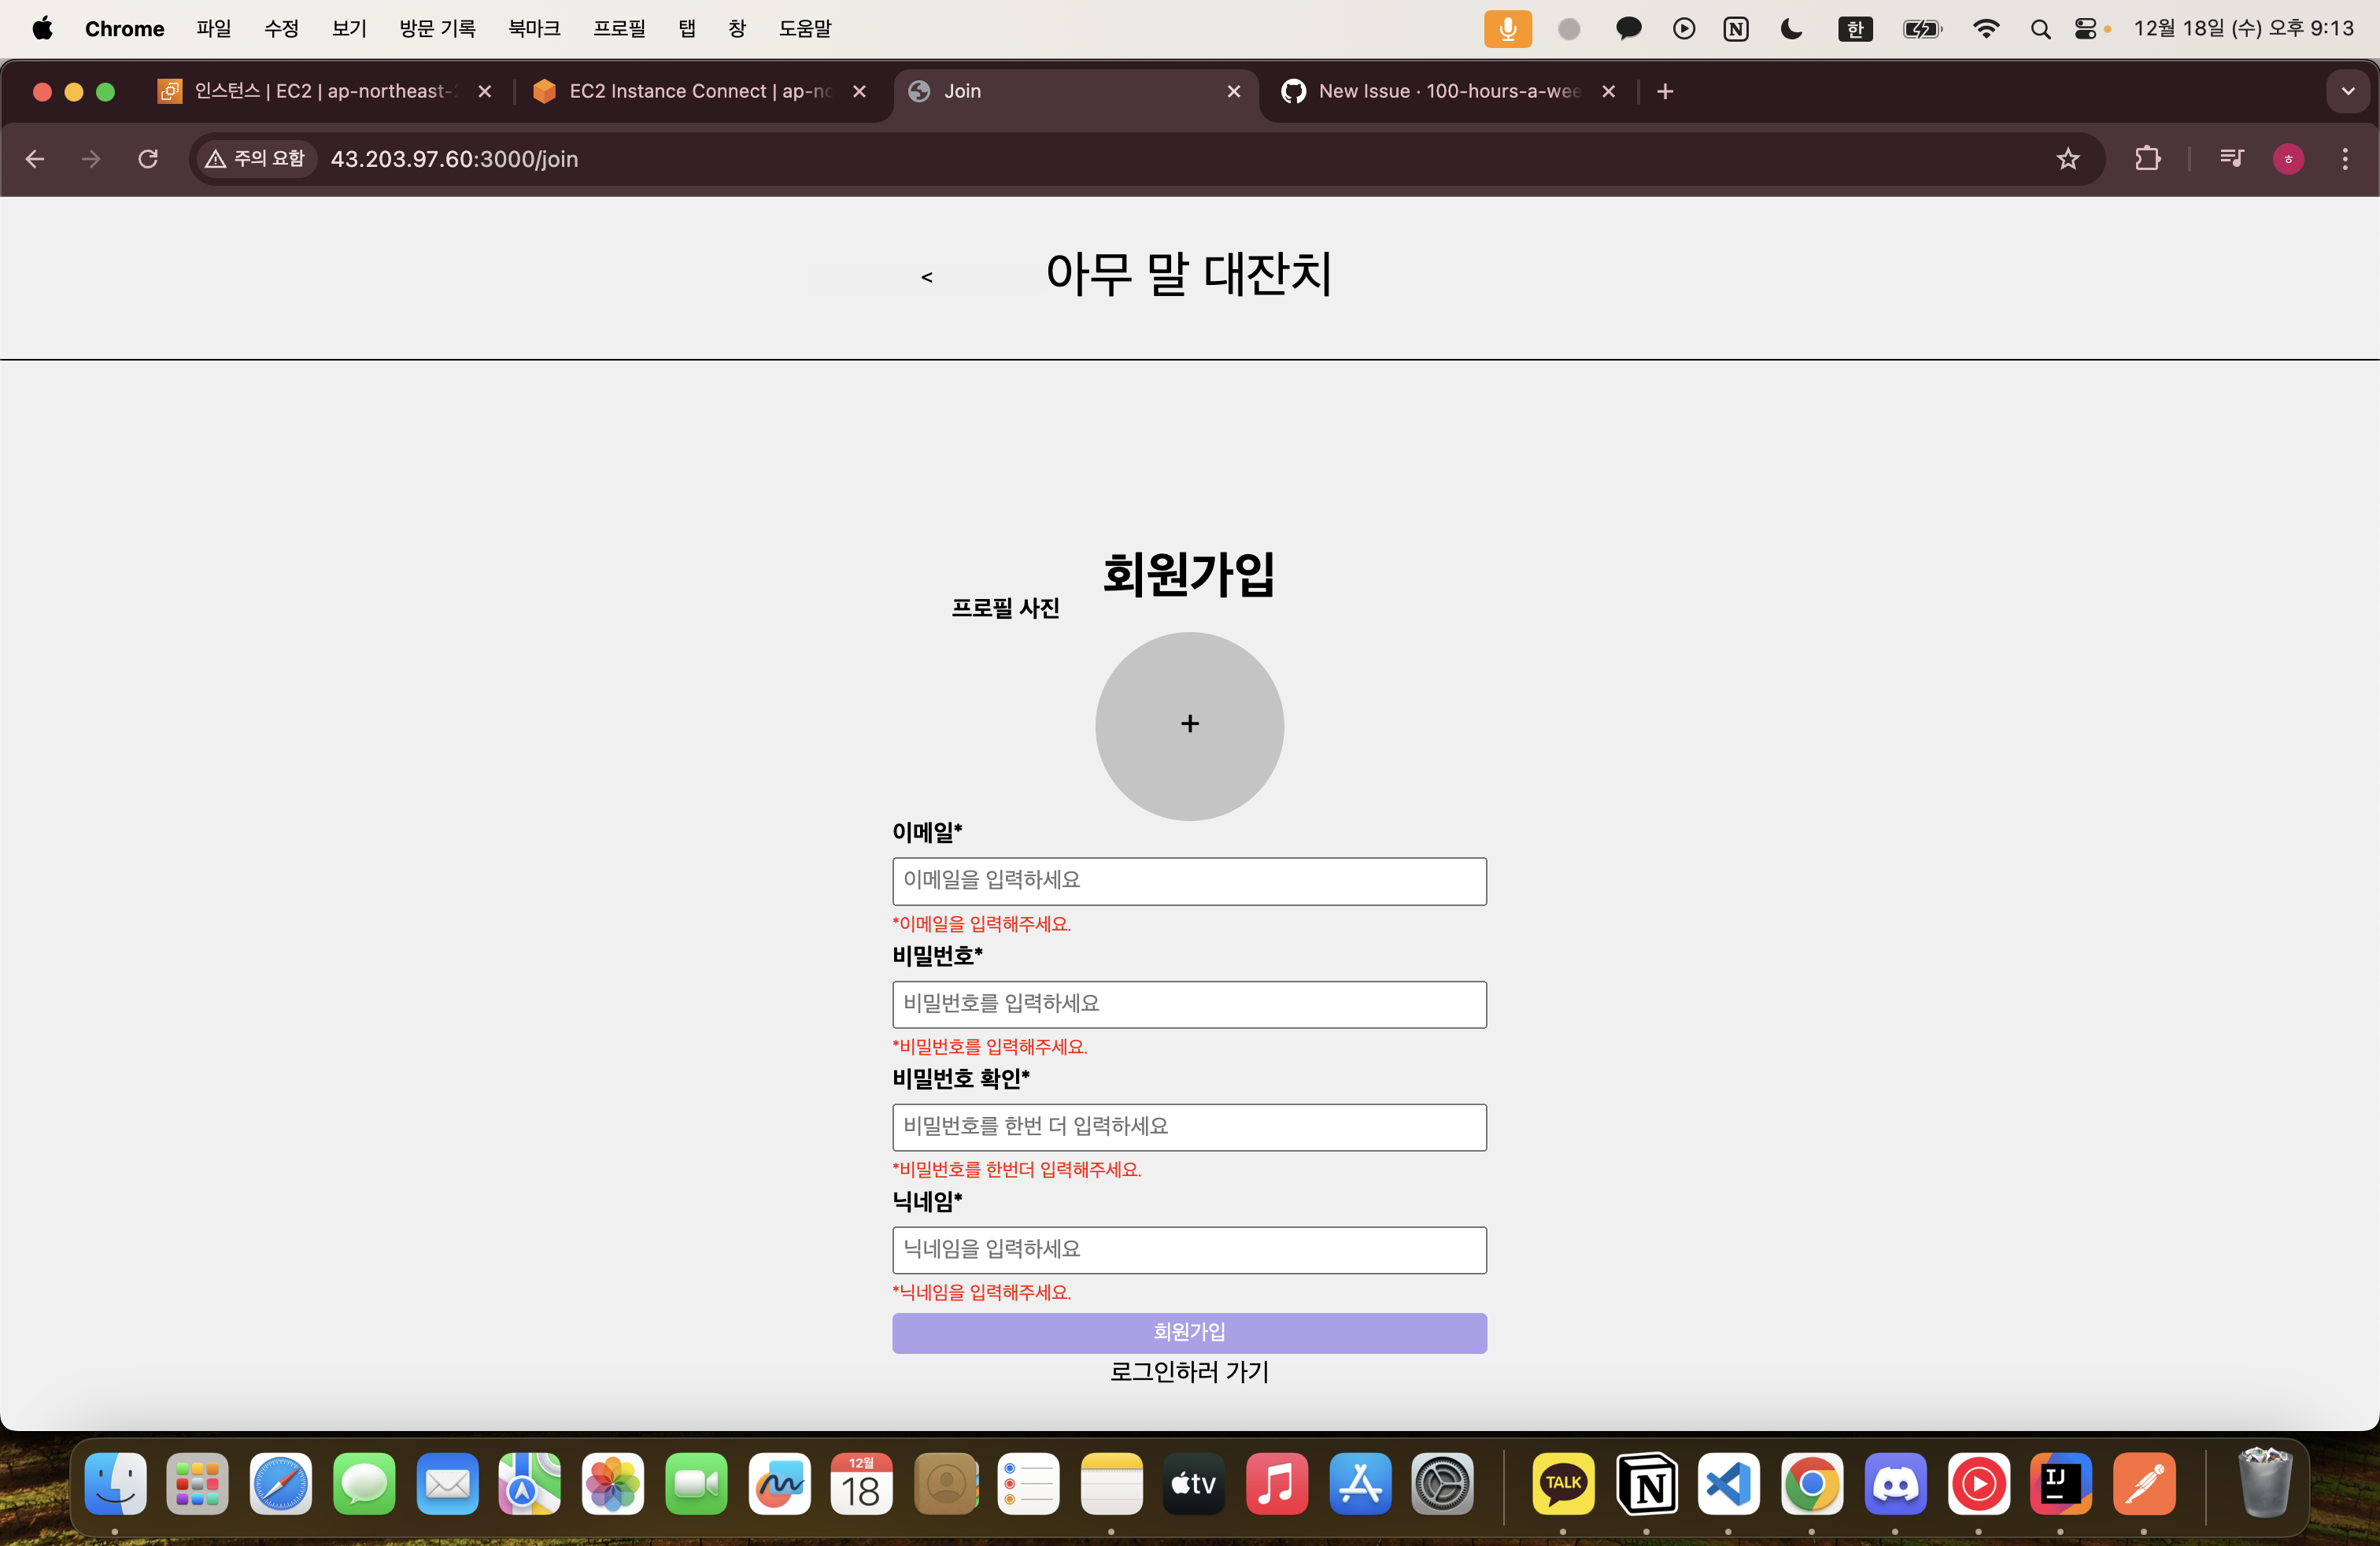 Chrome 파일 수정 보기 방문 기록 북마크 프로필 탭 창 도움말 한 12월 18일 (수) 오후 9:13
인스턴스 | EC2 | ap-northeast- EC2 Instance Connect | ap-no Join New Issue · 100-hours-a-wee
주의 요함 43.203.97.60:3000/join ㅎ
< 아무 말 대잔치
회원가입
프로필 사진
+
이메일*
이메일을 입력하세요
*이메일을 입력해주세요.
비밀번호*
비밀번호를 입력하세요
*비밀번호를 입력해주세요.
비밀번호 확인*
비밀번호를 한번 더 입력하세요
*비밀번호를 한번더 입력해주세요.
닉네임*
닉네임을 입력하세요
*닉네임을 입력해주세요.
회원가입
로그인하러 가기
12월
18 tv TALK N IJ